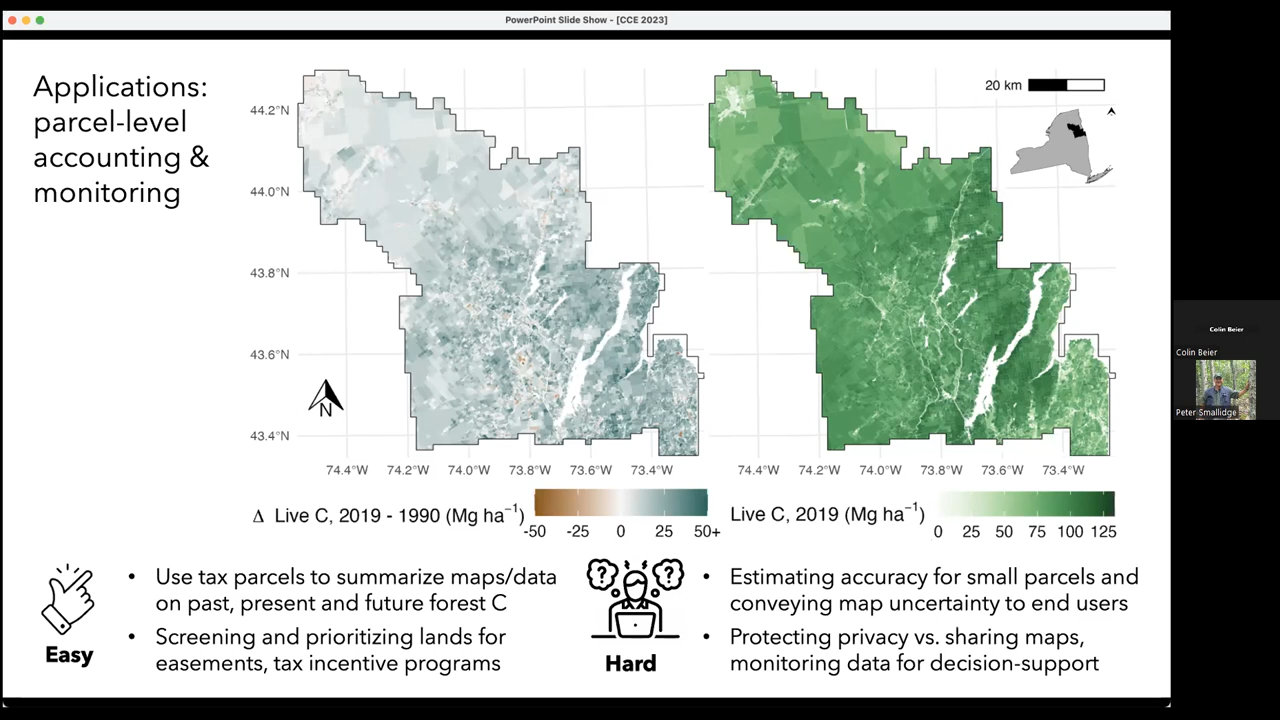 PowerPoint Slide Show - [CCE 2023]
Applications:
parcel-level
accounting &
monitoring
44.2°N
44.0°N
43.8°N
43.6°N
43.4°N
N
74.4°W 74.2°W 74.0°W 73.8°W 73.6°W 73.4°W
20 km
74.4°W 74.2°W 74.0°W 73.8°W 73.6°W 73.4°W
Δ Live C, 2019 - 1990 (Mg ha⁻¹)
-50 -25 0 25 50+
Live C, 2019 (Mg ha⁻¹)
0 25 50 75 100 125
Easy
• Use tax parcels to summarize maps/data
on past, present and future forest C
• Screening and prioritizing lands for
easements, tax incentive programs
? ?
Hard
• Estimating accuracy for small parcels and
conveying map uncertainty to end users
• Protecting privacy vs. sharing maps,
monitoring data for decision-support
Colin Beier
Colin Beier
Peter Smallidge